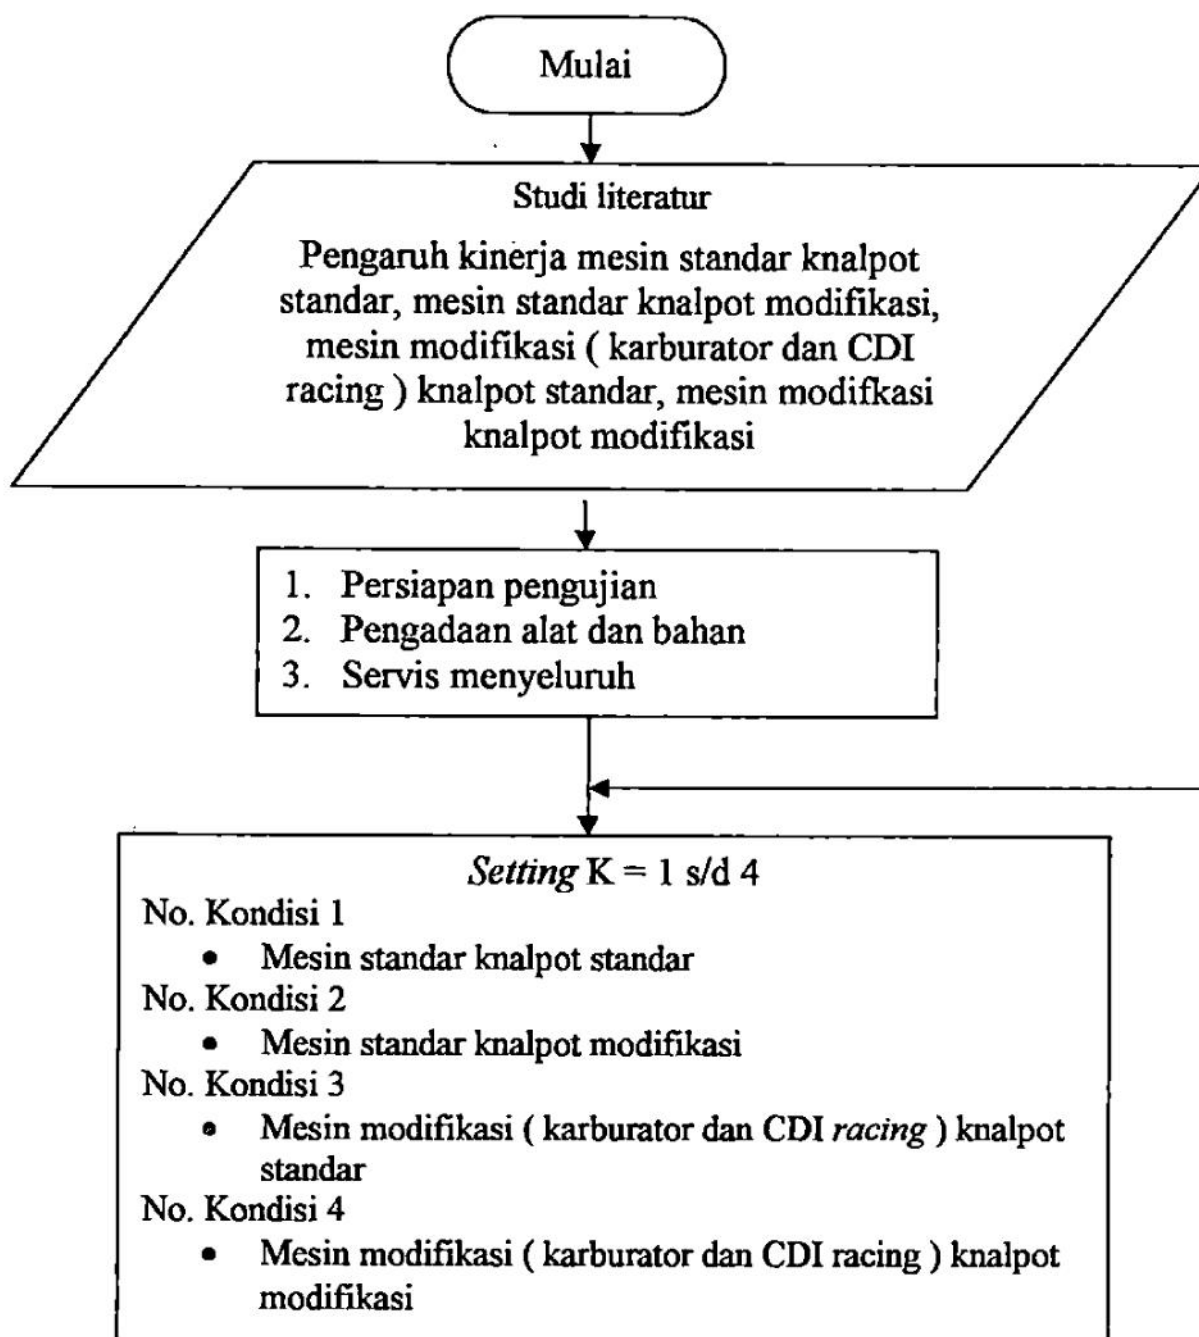 Mulai
Studi literatur
Pengaruh kinerja mesin standar knalpot
standar, mesin standar knalpot modifikasi,
mesin modifikasi ( karburator dan CDI
racing ) knalpot standar, mesin modifkasi
knalpot modifikasi
1. Persiapan pengujian
2. Pengadaan alat dan bahan
3. Servis menyeluruh
Setting K = 1 s/d 4
No. Kondisi 1
• Mesin standar knalpot standar
No. Kondisi 2
• Mesin standar knalpot modifikasi
No. Kondisi 3
• Mesin modifikasi ( karburator dan CDI racing ) knalpot
standar
No. Kondisi 4
• Mesin modifikasi ( karburator dan CDI racing ) knalpot
modifikasi